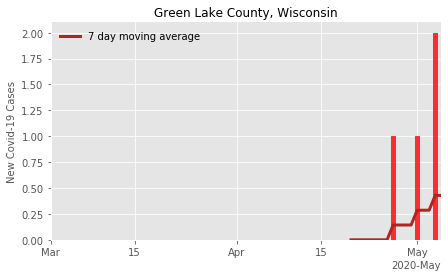 Green Lake County, Wisconsin
7 day moving average
New Covid-19 Cases
2.00
1.75
1.50
1.25
1.00
0.75
0.50
0.25
0.00
Mar 15 Apr 15 May
2020-May